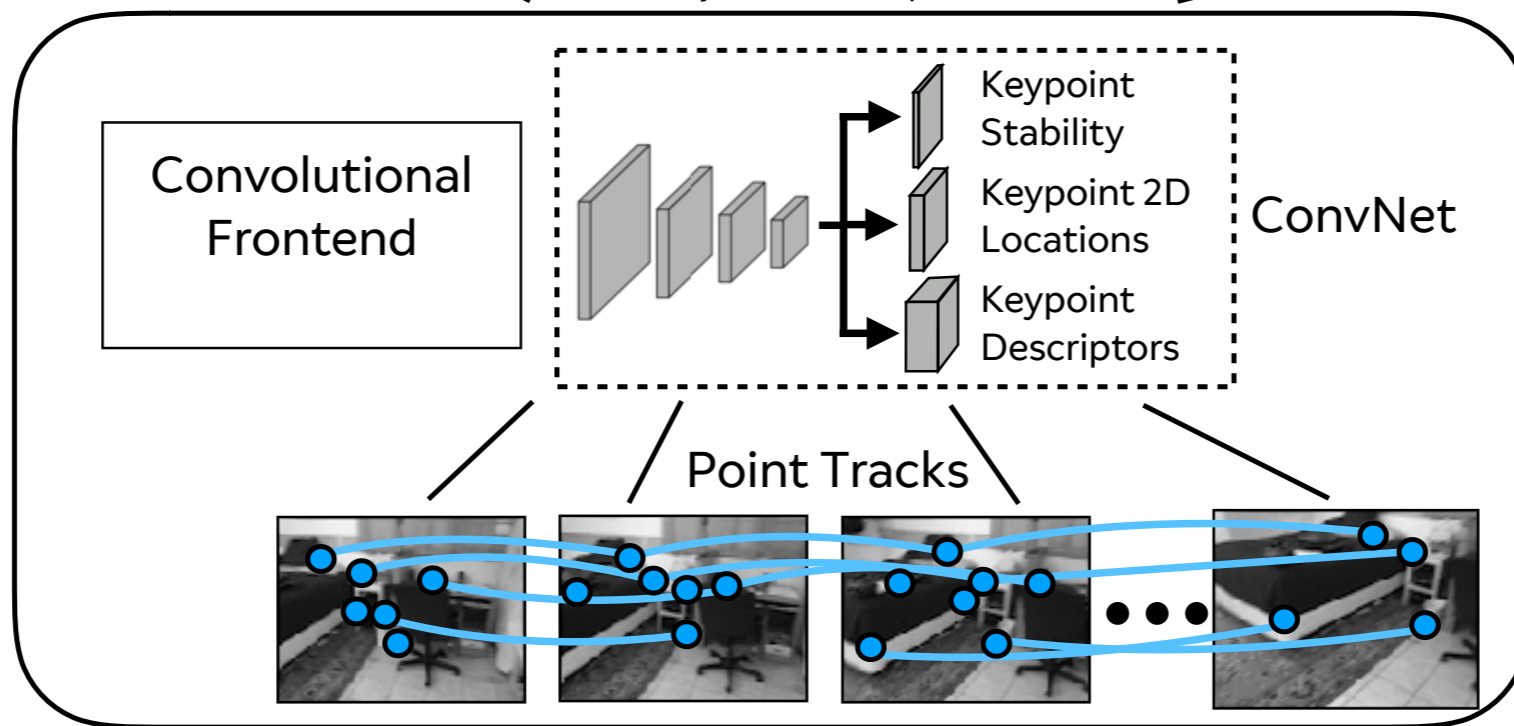 Convolutional
Frontend
Keypoint
Stability
Keypoint 2D
Locations
Keypoint
Descriptors
ConvNet
Point Tracks